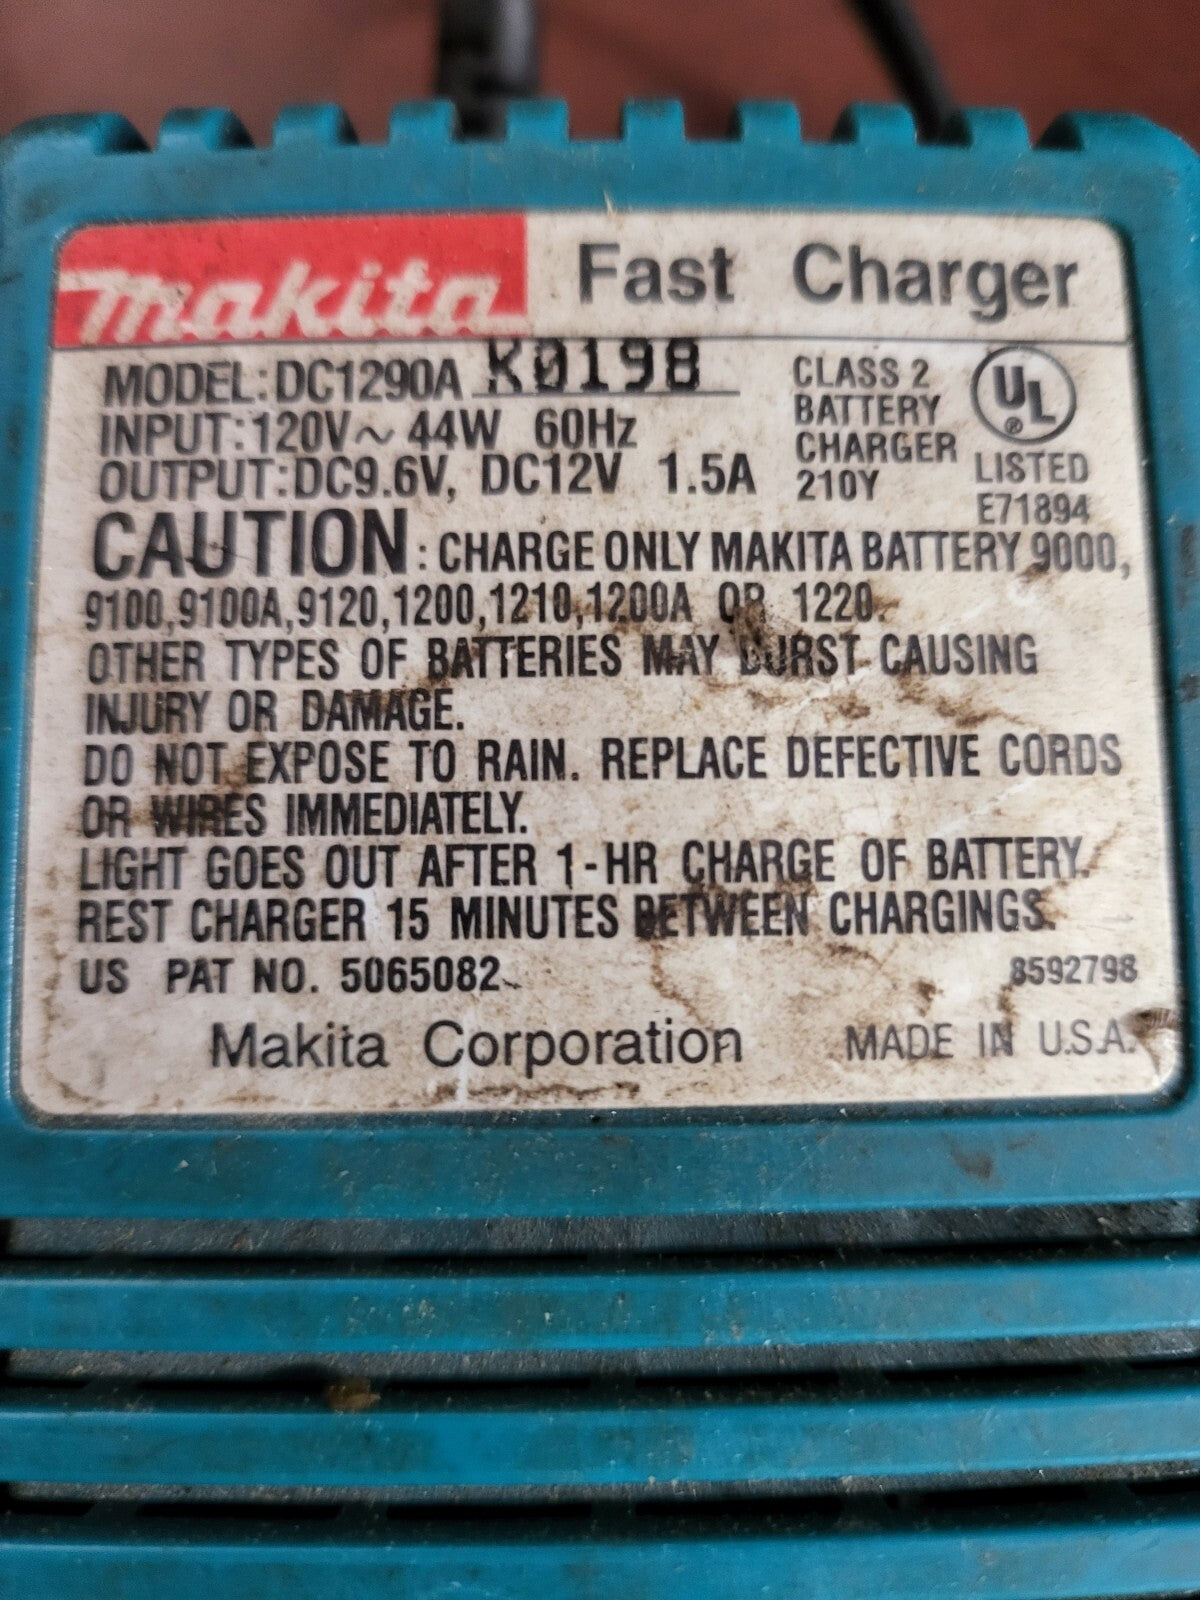 makita Fast Charger
MODEL:DC1290A K0198
INPUT:120V~ 44W 60Hz
OUTPUT:DC9.6V, DC12V 1.5A
CLASS 2
BATTERY
CHARGER
210Y
UL®
LISTED
E71894
CAUTION: CHARGE ONLY MAKITA BATTERY 9000,
9100,9100A,9120,1200,1210,1200A OR 1220.
OTHER TYPES OF BATTERIES MAY BURST CAUSING
INJURY OR DAMAGE.
DO NOT EXPOSE TO RAIN. REPLACE DEFECTIVE CORDS
OR WIRES IMMEDIATELY.
LIGHT GOES OUT AFTER 1-HR CHARGE OF BATTERY.
REST CHARGER 15 MINUTES BETWEEN CHARGINGS.
US PAT NO. 5065082 8592798
Makita Corporation MADE IN U.S.A.